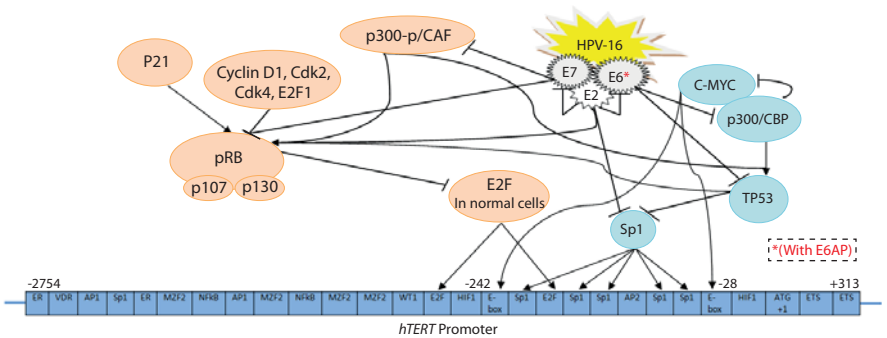 p300-p/CAF
HPV-16
P21
Cyclin D1, Cdk2,
Cdk4, E2F1
E7
E6*
E2
C-MYC
p300/CBP
pRB
p107
p130
E2F
In normal cells
TP53
Sp1
*(With E6AP)
-2754
-242
-28
+313
ER VDR AP1 Sp1 ER MZF2 NFkB AP1 MZF2 NFkB MZF2 MZF2 WT1 E2F HIF1 E-box Sp1 E2F Sp1 Sp1 AP2 Sp1 Sp1 E-box HIF1 ATG +1 ETS ETS
hTERT Promoter